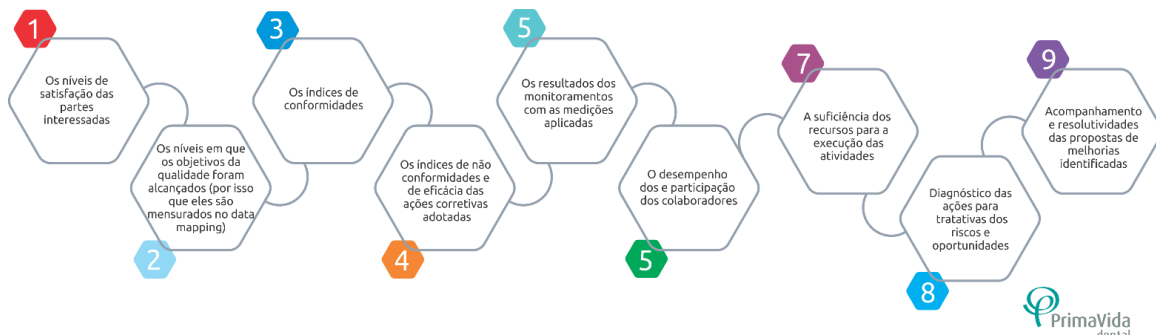 1
Os níveis de
satisfação das
partes
interessadas
Os níveis em que
os objetivos da
qualidade foram
alcançados (por isso
que eles são
mensurados no data
mapping)
2
3
Os índices de
conformidades
Os índices de não
conformidades e
de eficácia das
ações corretivas
adotadas
4
5
Os resultados dos
monitoramentos
com as medições
aplicadas
O desempenho
dos e participação
dos colaboradores
5
7
A suficiência dos
recursos para a
execução das
atividades
Diagnóstico das
ações para
tratativas dos
riscos e
oportunidades
8
9
Acompanhamento
e resolutividades
das propostas de
melhorias
identificadas
PrimaVida
dental